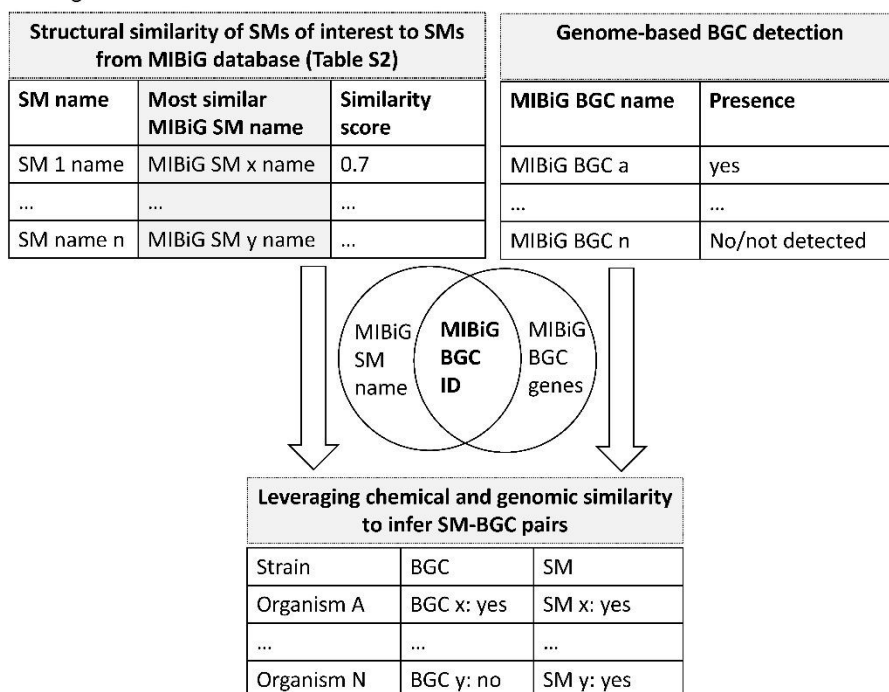 Structural similarity of SMs of interest to SMs
from MIBiG database (Table S2)
SM name
Most similar
MIBiG SM name
Similarity
score
SM 1 name
MIBiG SM x name
0.7
...
...
...
SM name n
MIBiG SM y name
...
Genome-based BGC detection
MIBiG BGC name
Presence
MIBiG BGC a
yes
...
...
MIBiG BGC n
No/not detected
MIBiG
SM
name
MIBiG
BGC
ID
MIBiG
BGC
genes
Leveraging chemical and genomic similarity
to infer SM-BGC pairs
Strain
BGC
SM
Organism A
BGC x: yes
SM x: yes
...
...
...
Organism N
BGC y: no
SM y: yes